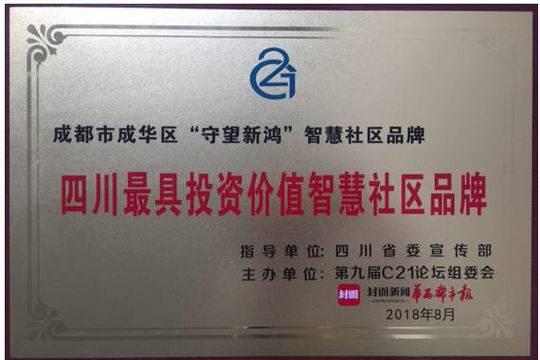 成都市成华区“守望新鸿”智慧社区品牌
四川最具投资价值智慧社区品牌
指导单位:四川省委宣传部
主办单位:第九届C21论坛组委会
封面 封面新闻 华西都市报
2018年8月